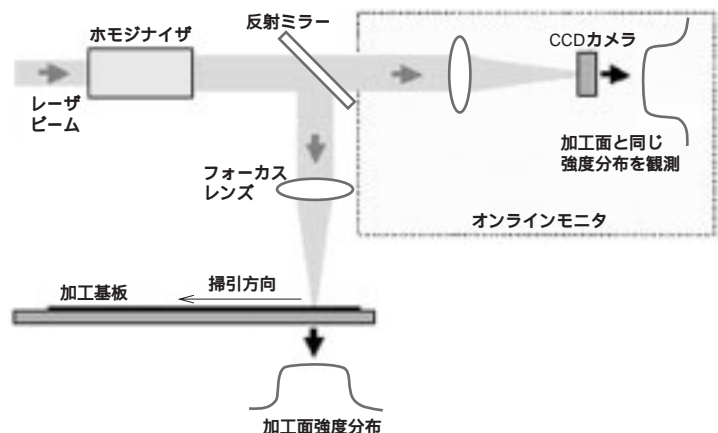 ホモジナイザ
反射ミラー
CCDカメラ
レーザ
ビーム
加工面と同じ
強度分布を観測
フォーカス
レンズ
オンラインモニタ
加工基板
掃引方向
加工面強度分布